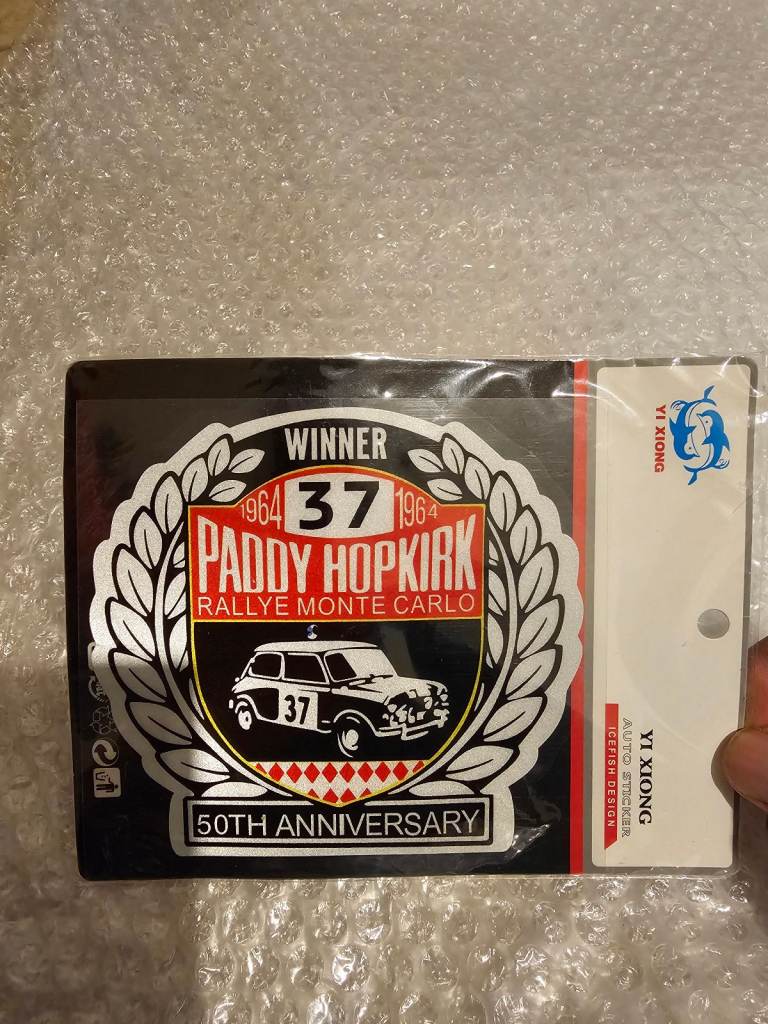 WINNER
1964 37 1964
PADDY HOPKIRK
RALLYE MONTE CARLO
37
50TH ANNIVERSARY
YI XIONG
YI XIONG
AUTO STICKER
ICEFISH DESIGN